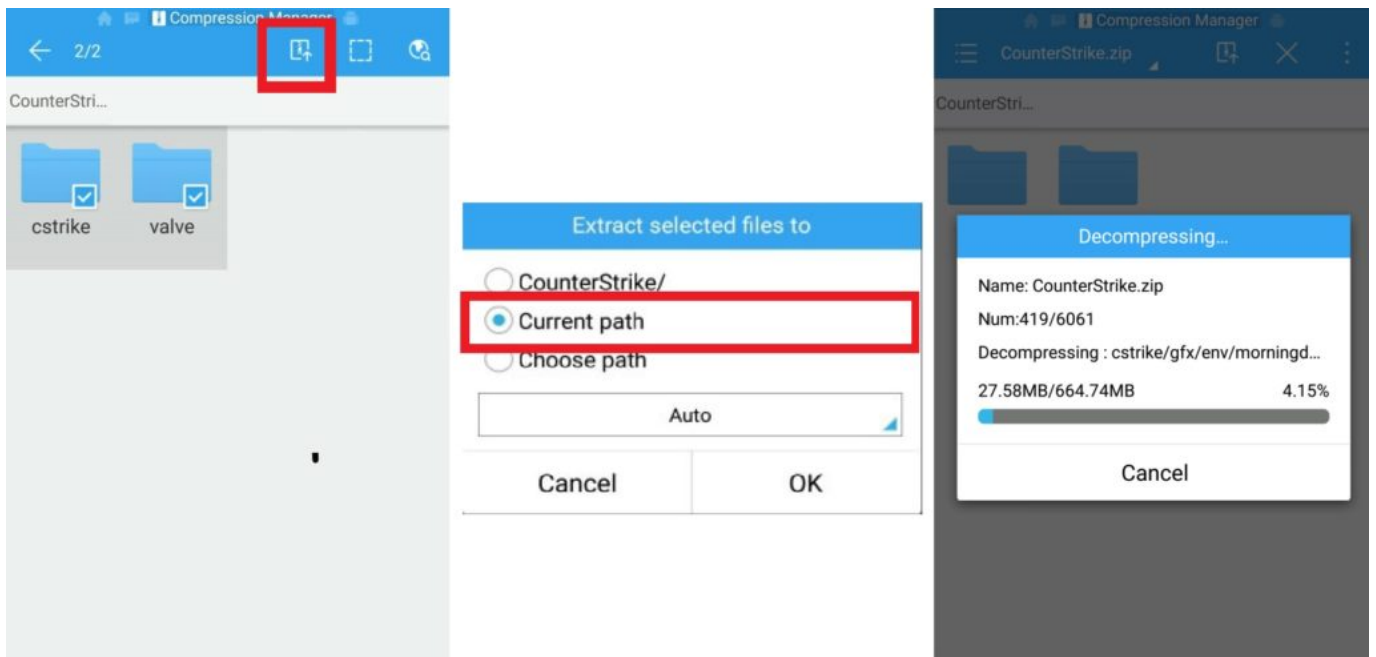 Compression Manager
2/2
CounterStri...
cstrike
valve
Extract selected files to
CounterStrike/
Current path
Choose path
Auto
Cancel
OK
Compression Manager
CounterStrike.zip
CounterStri...
Decompressing...
Name: CounterStrike.zip
Num:419/6061
Decompressing : cstrike/gfx/env/morningd...
27.58MB/664.74MB
4.15%
Cancel